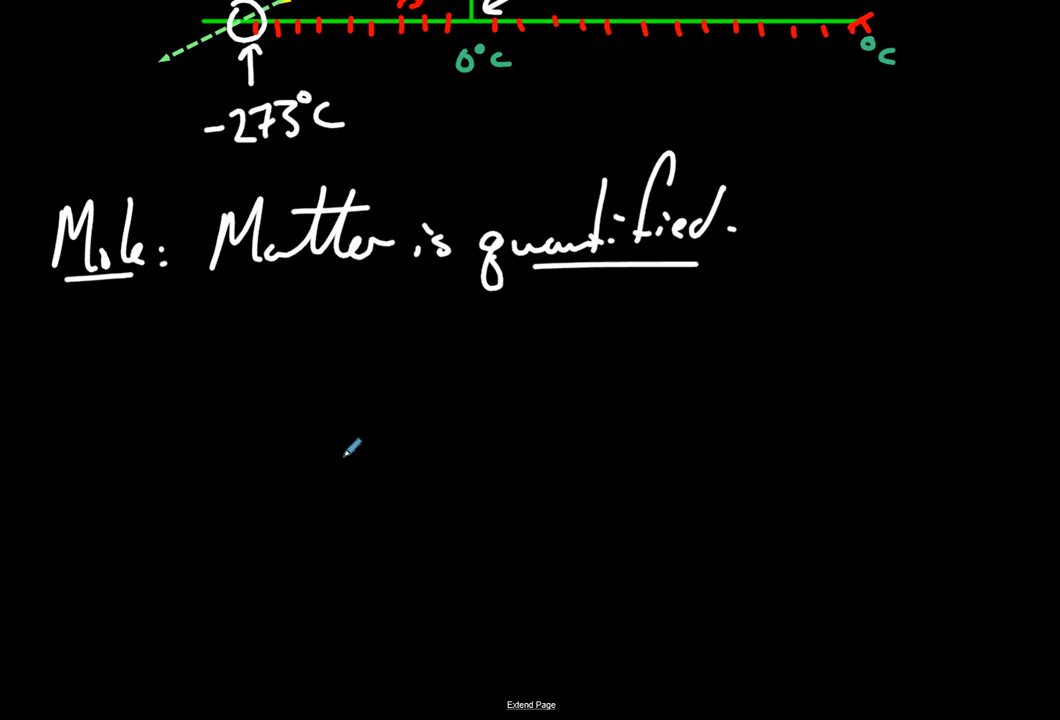 0°C
°C
-273°C
Mole: Matter is quantified.
Extend Page